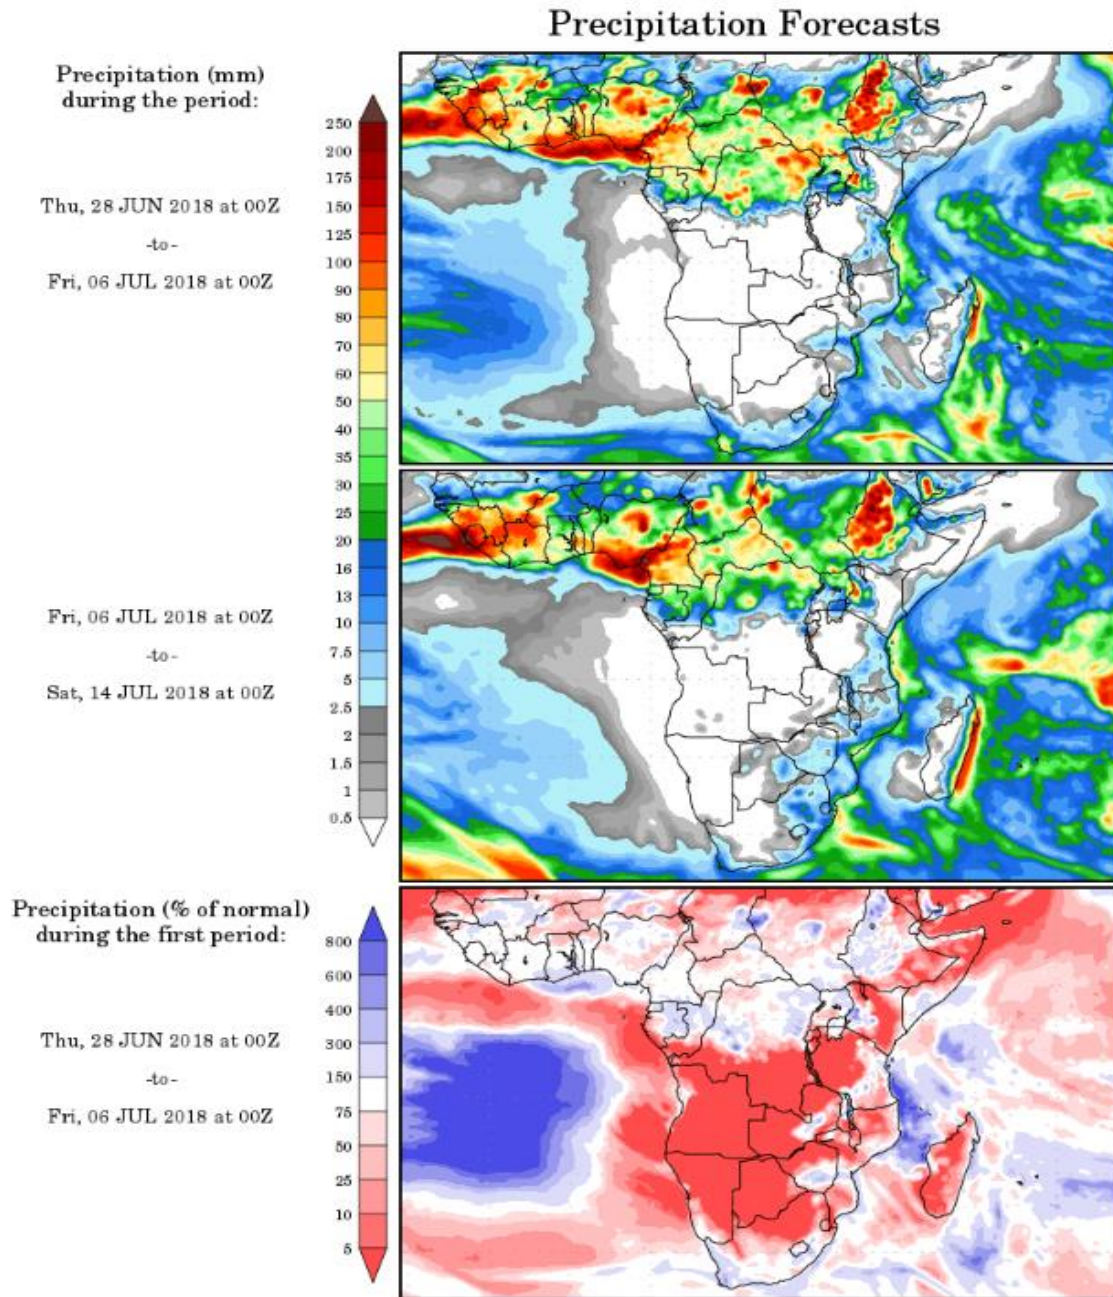 Precipitation Forecasts
Precipitation (mm)
during the period:
Thu, 28 JUN 2018 at 00Z
-to-
Fri, 06 JUL 2018 at 00Z
250
200
175
150
125
100
90
80
70
60
50
40
35
30
25
20
16
13
10
7.5
5
2.5
2
1.5
1
0.5
Fri, 06 JUL 2018 at 00Z
-to-
Sat, 14 JUL 2018 at 00Z
Precipitation (% of normal)
during the first period:
Thu, 28 JUN 2018 at 00Z
-to-
Fri, 06 JUL 2018 at 00Z
800
600
400
300
150
75
50
25
10
5